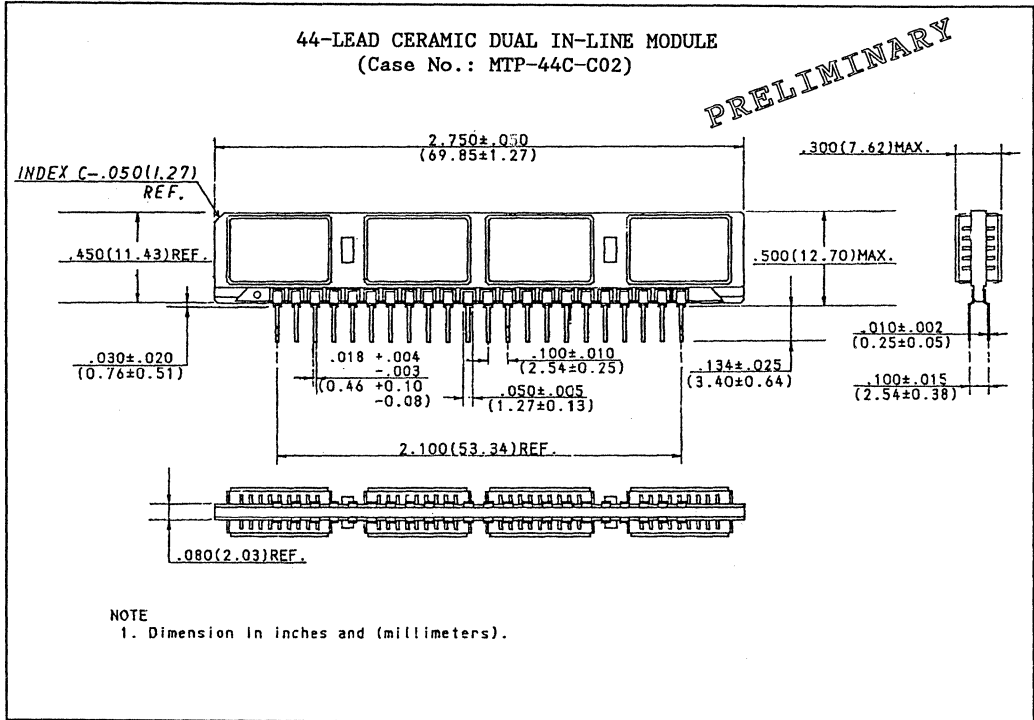 44-LEAD CERAMIC DUAL IN-LINE MODULE
(Case No.: MTP-44C-C02)
PRELIMINARY
2.750±.050
(69.85±1.27)
.300(7.62)MAX.
INDEX C-.050(1.27)
REF.
.450(11.43)REF.
.500(12.70)MAX.
.030±.020
(0.76±0.51)
.018 +.004
-.003
(0.46 +0.10
-0.08)
.100±.010
(2.54±0.25)
.050±.005
(1.27±0.13)
.134±.025
(3.40±0.64)
.010±.002
(0.25±0.05)
.100±.015
(2.54±0.38)
2.100(53.34)REF.
.080(2.03)REF.
NOTE
1. Dimension in inches and (millimeters).